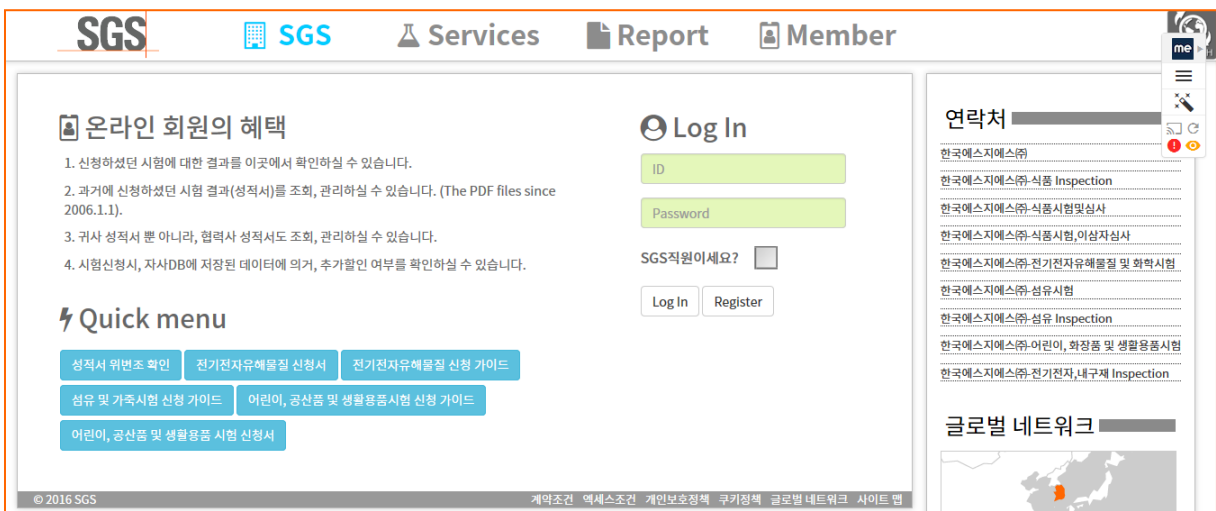 SGS
SGS
Services
Report
Member
me
온라인 회원의 혜택
1. 신청하셨던 시험에 대한 결과를 이곳에서 확인하실 수 있습니다.
2. 과거에 신청하셨던 시험 결과(성적서)를 조회, 관리하실 수 있습니다. (The PDF files since
2006.1.1).
3. 귀사 성적서 뿐 아니라, 협력사 성적서도 조회, 관리하실 수 있습니다.
4. 시험신청시, 자사DB에 저장된 데이터에 의거, 추가할인 여부를 확인하실 수 있습니다.
Quick menu
성적서 위변조 확인
전기전자유해물질 신청서
전기전자유해물질 신청 가이드
섬유 및 가죽시험 신청 가이드
어린이, 공산품 및 생활용품시험 신청 가이드
어린이, 공산품 및 생활용품 시험 신청서
Log In
ID
Password
SGS직원이세요?
Log In
Register
연락처
한국에스지에스㈜
한국에스지에스㈜-식품 Inspection
한국에스지에스㈜-식품시험및심사
한국에스지에스㈜-식품시험,이삼자심사
한국에스지에스㈜-전기전자유해물질 및 화학시험
한국에스지에스㈜-섬유시험
한국에스지에스㈜-섬유 Inspection
한국에스지에스㈜-어린이, 화장품 및 생활용품시험
한국에스지에스㈜-전기전자,내구재 Inspection
글로벌 네트워크
© 2016 SGS
계약조건 엑세스조건 개인보호정책 쿠키정책 글로벌 네트워크 사이트 맵